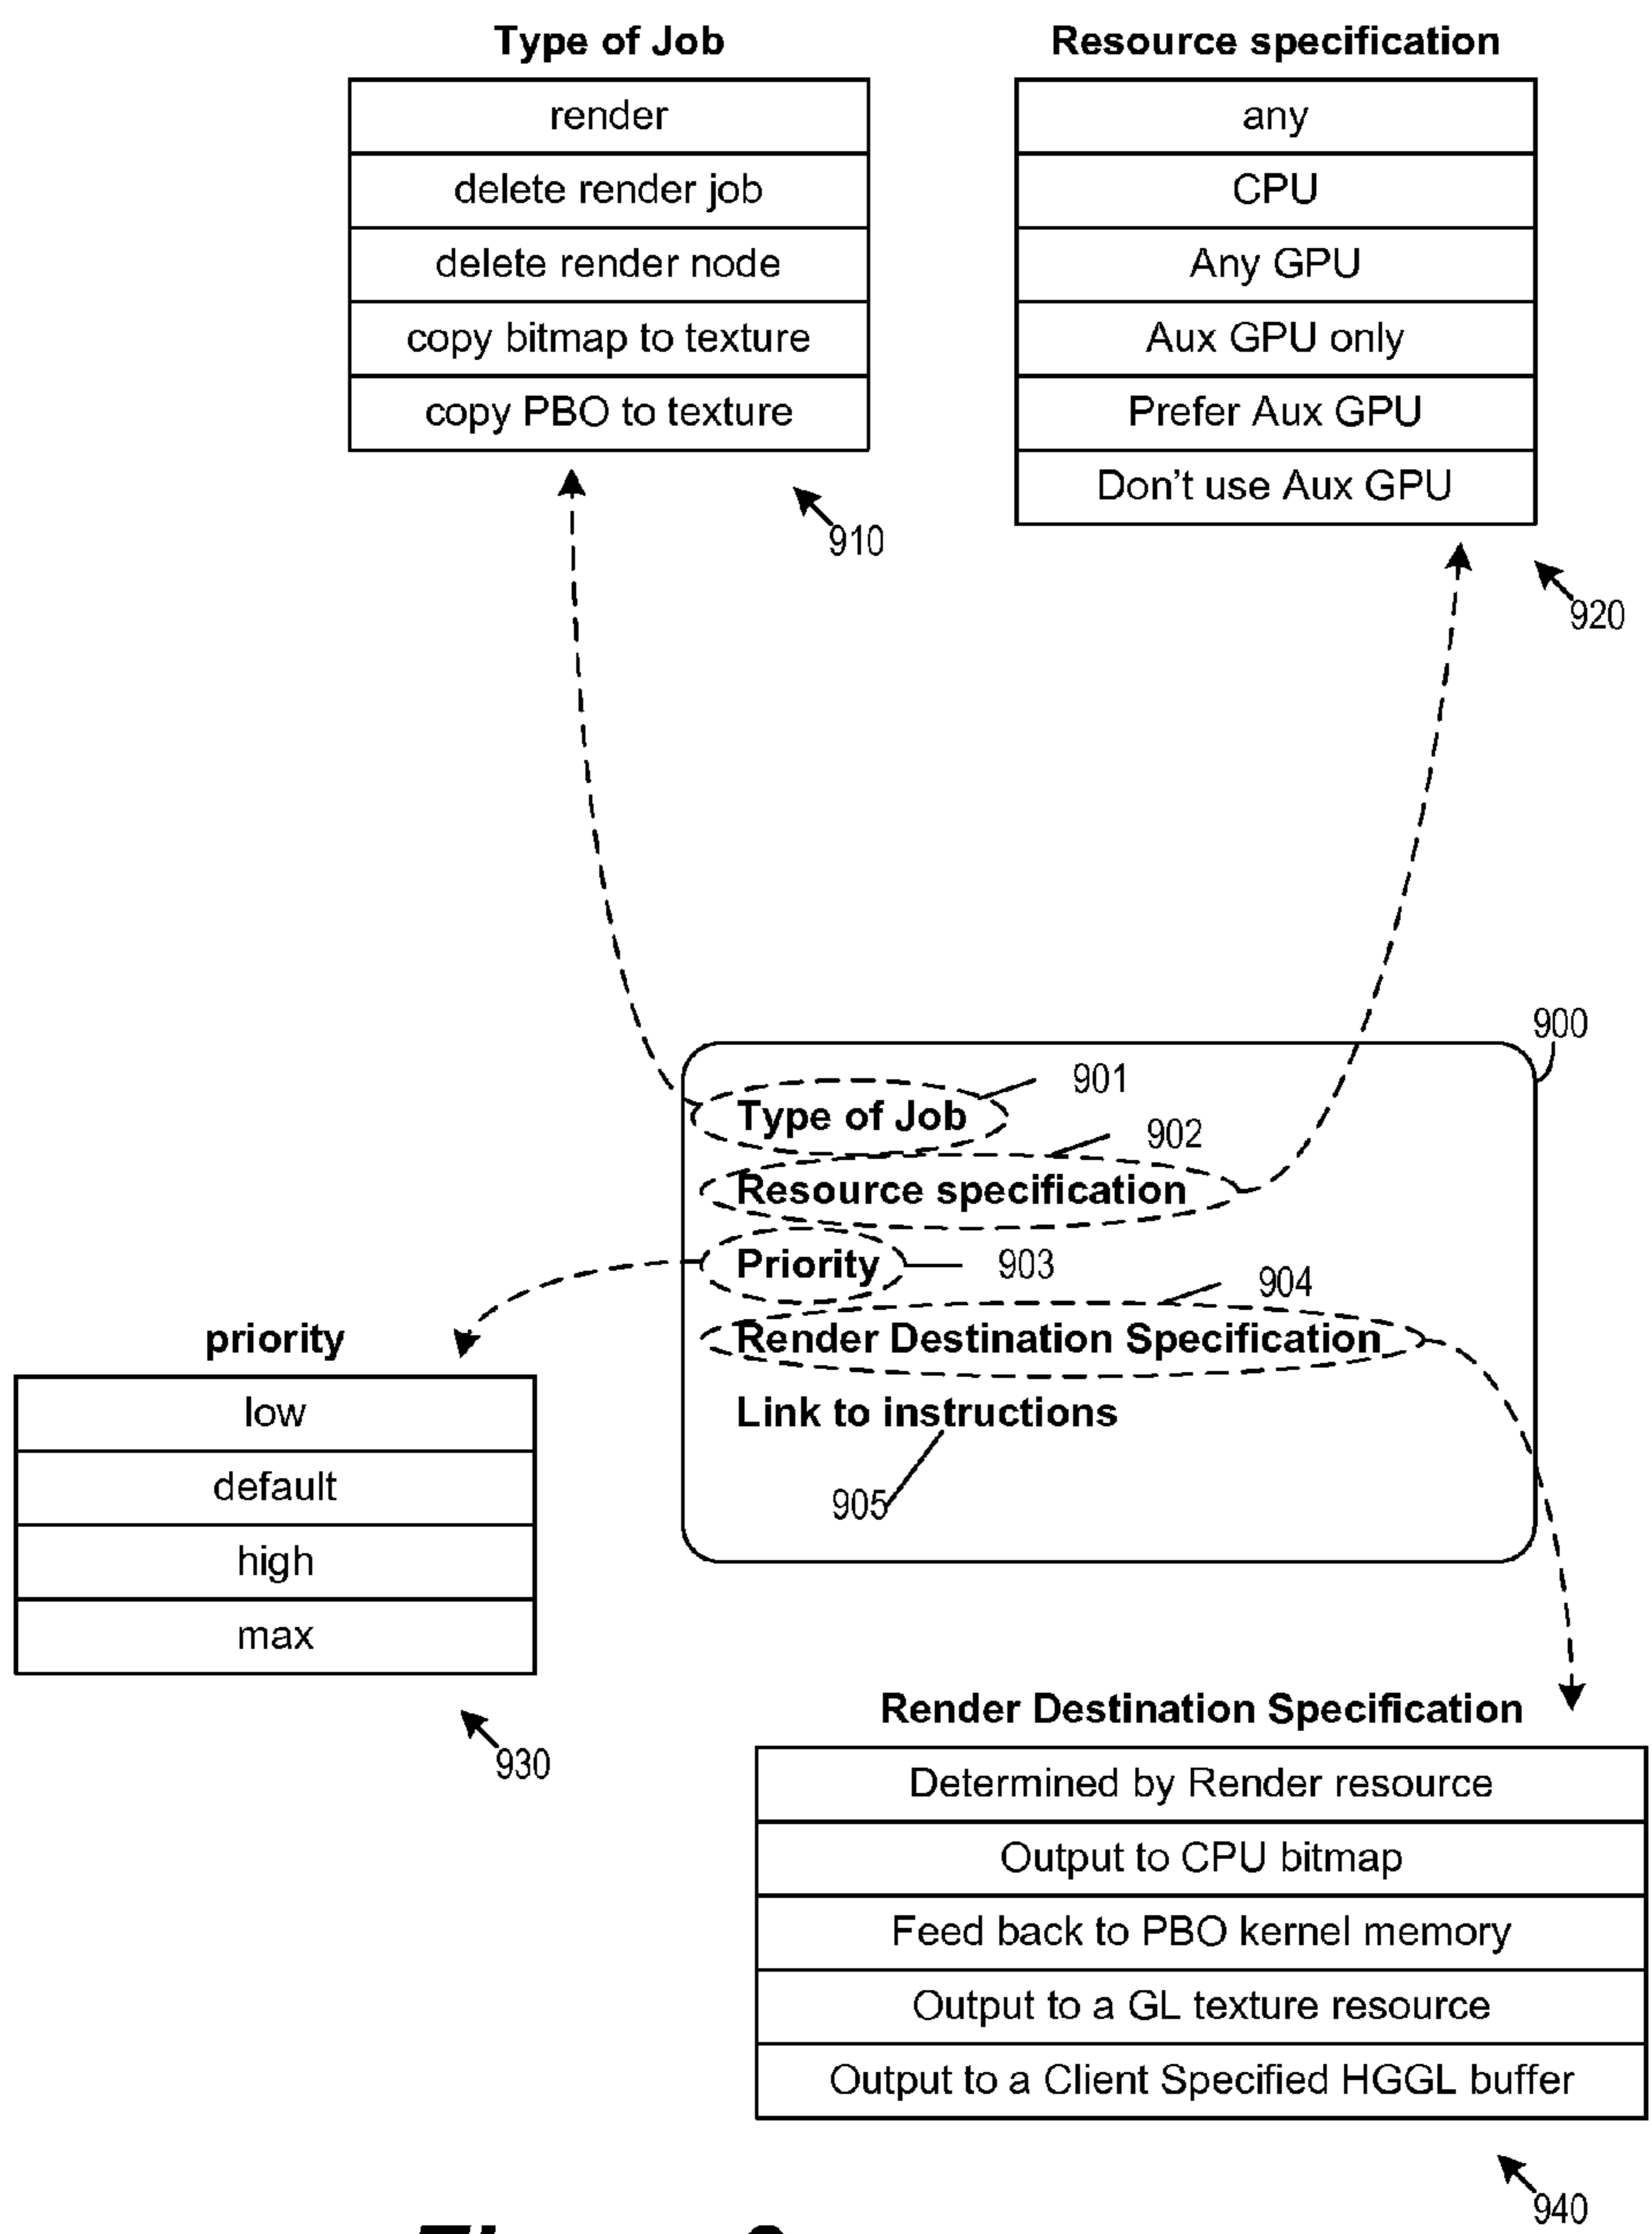 Type of Job
render
delete render job
delete render node
copy bitmap to texture
copy PBO to texture
910
Resource specification
any
CPU
Any GPU
Aux GPU only
Prefer Aux GPU
Don't use Aux GPU
920
900
Type of Job
901
Resource specification
902
Priority
903
Render Destination Specification
904
Link to instructions
905
priority
low
default
high
max
930
Render Destination Specification
Determined by Render resource
Output to CPU bitmap
Feed back to PBO kernel memory
Output to a GL texture resource
Output to a Client Specified HGGL buffer
940